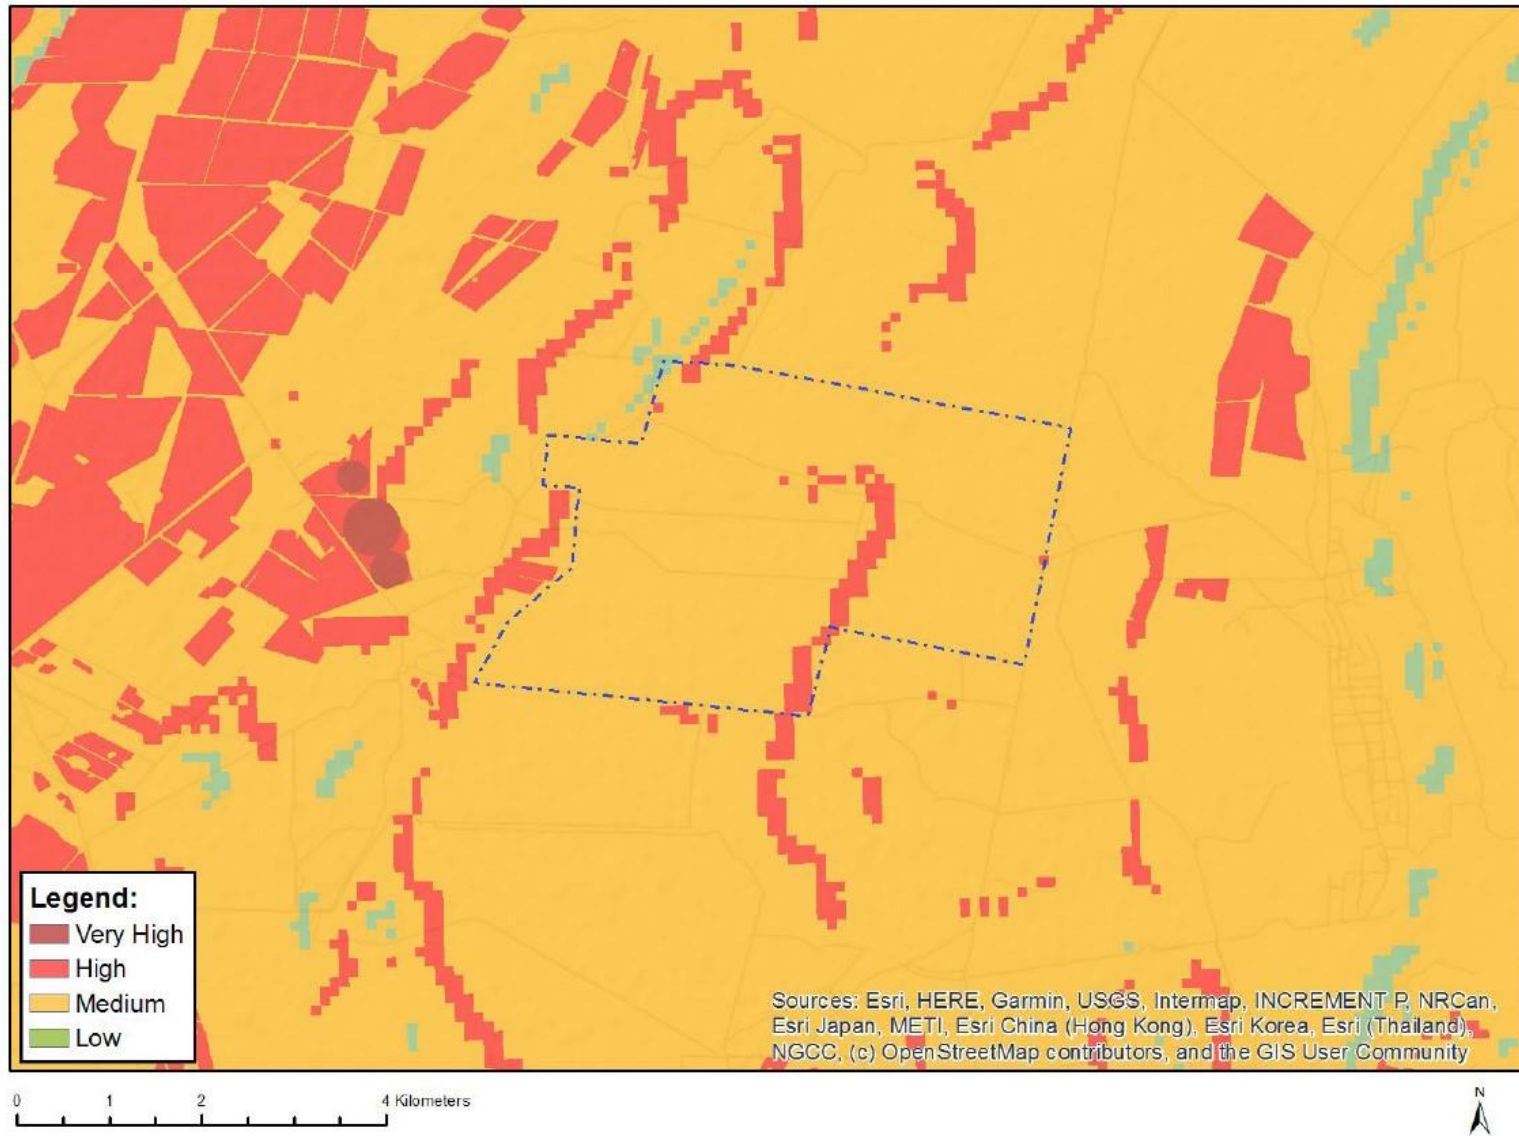 Legend:
Very High
High
Medium
Low
Sources: Esri, HERE, Garmin, USGS, Intermap, INCREMENT P, NRCan,
Esri Japan, METI, Esri China (Hong Kong), Esri Korea, Esri (Thailand),
NGCC, (c) OpenStreetMap contributors, and the GIS User Community
0 1 2 4 Kilometers
N